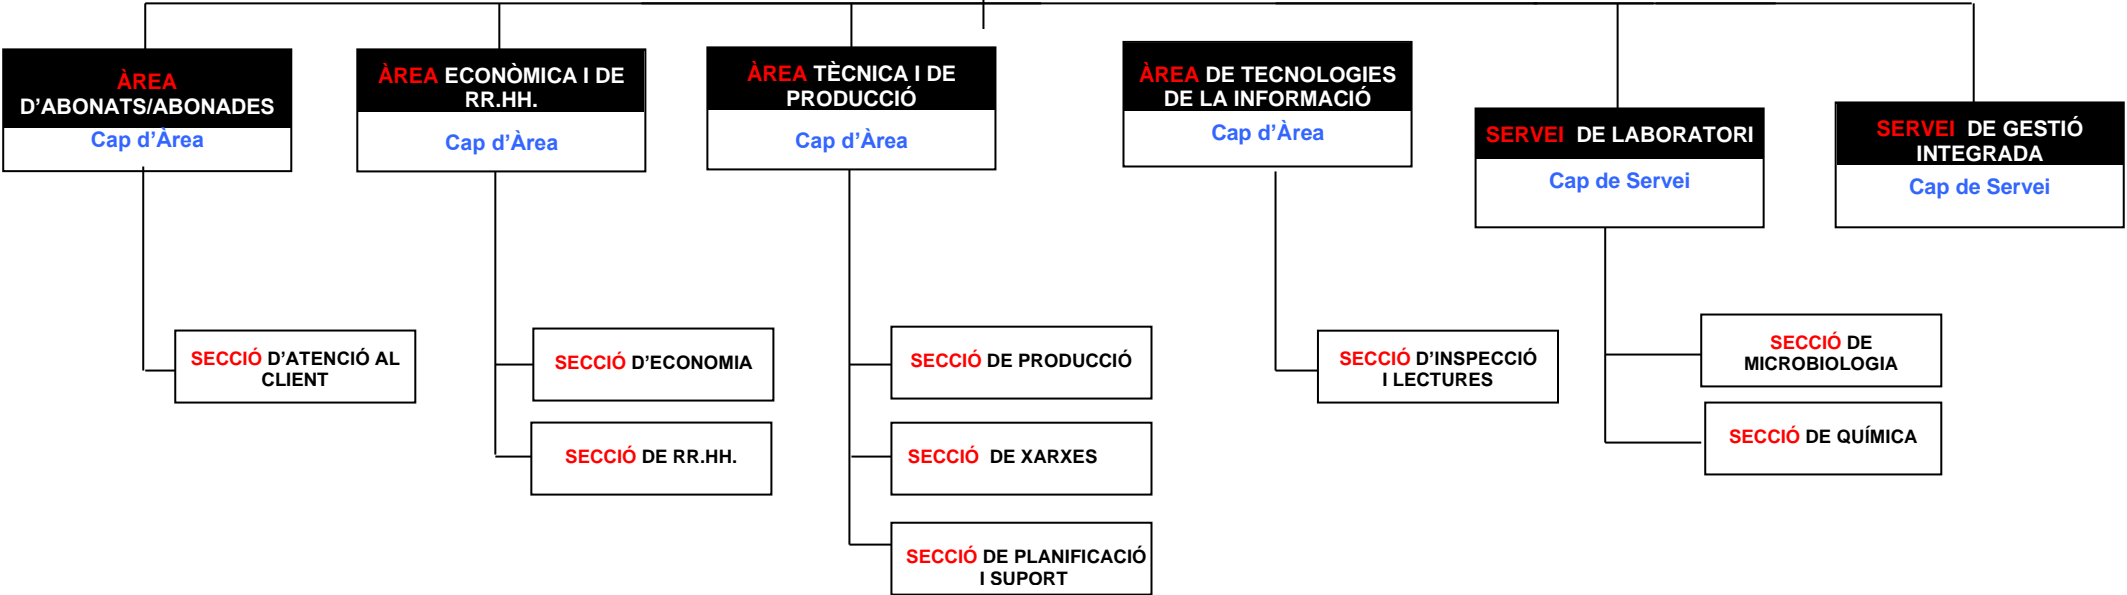 ÀREA
D'ABONATS/ABONADES
Cap d'Àrea
ÀREA ECONÒMICA I DE
RR.HH.
Cap d'Àrea
ÀREA TÈCNICA I DE
PRODUCCIÓ
Cap d'Àrea
ÀREA DE TECNOLOGIES
DE LA INFORMACIÓ
Cap d'Àrea
SERVEI DE LABORATORI
Cap de Servei
SERVEI DE GESTIÓ
INTEGRADA
Cap de Servei
SECCIÓ D'ATENCIÓ AL
CLIENT
SECCIÓ D'ECONOMIA
SECCIÓ DE RR.HH.
SECCIÓ DE PRODUCCIÓ
SECCIÓ DE XARXES
SECCIÓ DE PLANIFICACIÓ
I SUPORT
SECCIÓ D'INSPECCIÓ
I LECTURES
SECCIÓ DE
MICROBIOLOGIA
SECCIÓ DE QUÍMICA